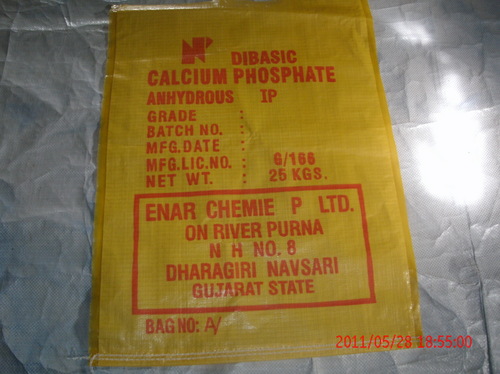 NP
DIBASIC
CALCIUM PHOSPHATE
ANHYDROUS IP
GRADE :
BATCH NO. :
MFG.DATE :
MFG.LIC.NO. : G/166
NET WT. : 25 KGS.
ENAR CHEMIE P LTD.
ON RIVER PURNA
N H NO. 8
DHARAGIRI NAVSARI
GUJARAT STATE
BAG NO: A/
2011/05/28 18:55:00